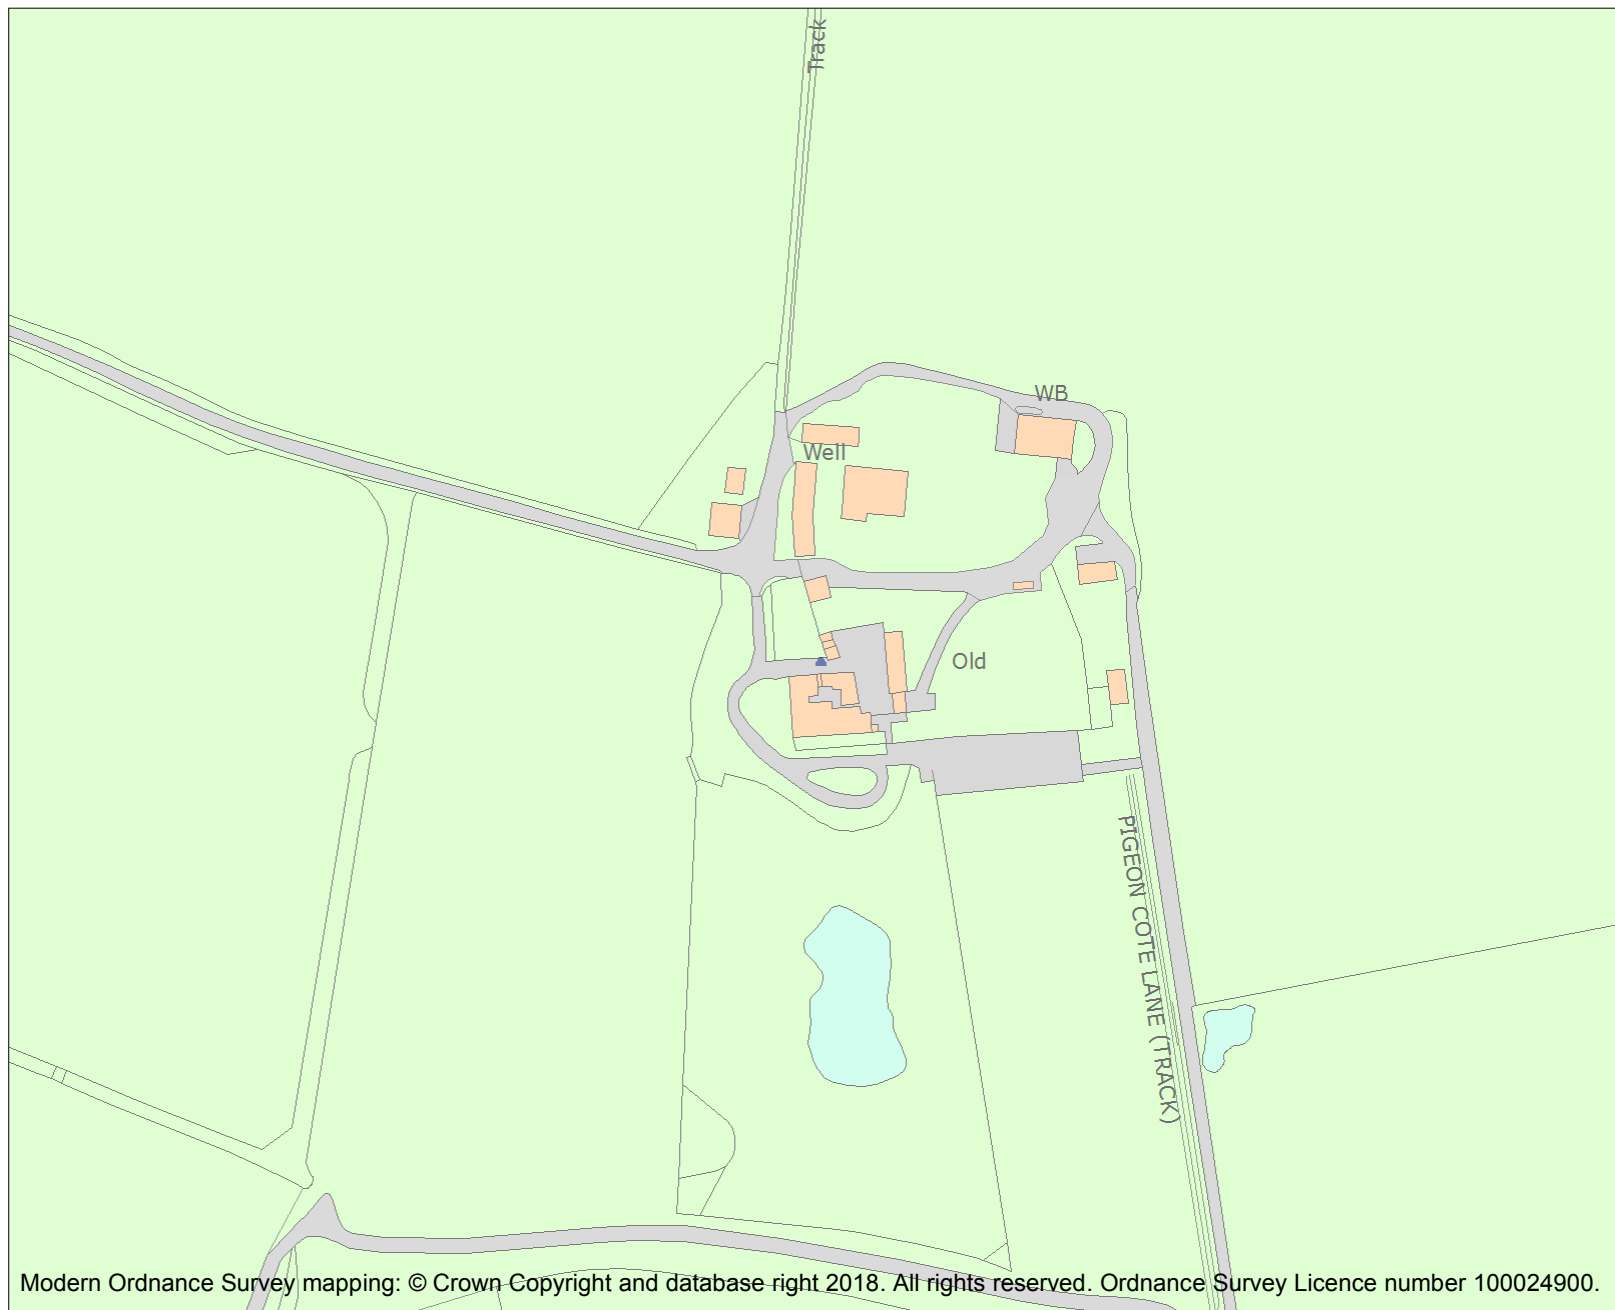 Track
WB
Well
Old
PIGEON COTE LANE (TRACK)
Modern Ordnance Survey mapping: © Crown Copyright and database right 2018. All rights reserved. Ordnance Survey Licence number 100024900.